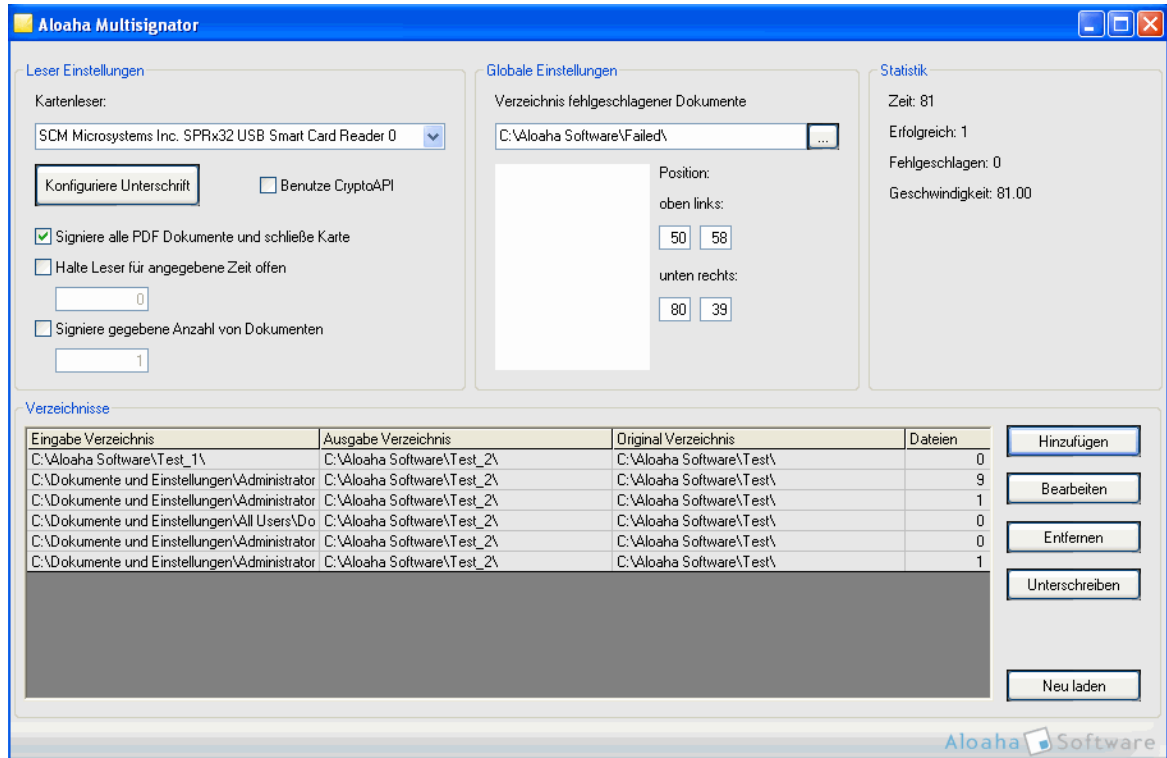 Aloaha Multisignator
Leser Einstellungen
Kartenleser:
SCM Microsystems Inc. SPRx32 USB Smart Card Reader 0
Konfiguriere Unterschrift
Benutze CryptoAPI
Signiere alle PDF Dokumente und schließe Karte
Halte Leser für angegebene Zeit offen
0
Signiere gegebene Anzahl von Dokumenten
1
Globale Einstellungen
Verzeichnis fehlgeschlagener Dokumente
C:\Aloaha Software\Failed\
...
Position:
oben links:
50 58
unten rechts:
80 39
Statistik
Zeit: 81
Erfolgreich: 1
Fehlgeschlagen: 0
Geschwindigkeit: 81.00
Verzeichnisse
Eingabe Verzeichnis Ausgabe Verzeichnis Original Verzeichnis Dateien
C:\Aloaha Software\Test_1\ C:\Aloaha Software\Test_2\ C:\Aloaha Software\Test\ 0
C:\Dokumente und Einstellungen\Administrator C:\Aloaha Software\Test_2\ C:\Aloaha Software\Test\ 9
C:\Dokumente und Einstellungen\Administrator C:\Aloaha Software\Test_2\ C:\Aloaha Software\Test\ 1
C:\Dokumente und Einstellungen\All Users\Do C:\Aloaha Software\Test_2\ C:\Aloaha Software\Test\ 0
C:\Dokumente und Einstellungen\Administrator C:\Aloaha Software\Test_2\ C:\Aloaha Software\Test\ 0
C:\Dokumente und Einstellungen\Administrator C:\Aloaha Software\Test_2\ C:\Aloaha Software\Test\ 1
Hinzufügen
Bearbeiten
Entfernen
Unterschreiben
Neu laden
Aloaha Software